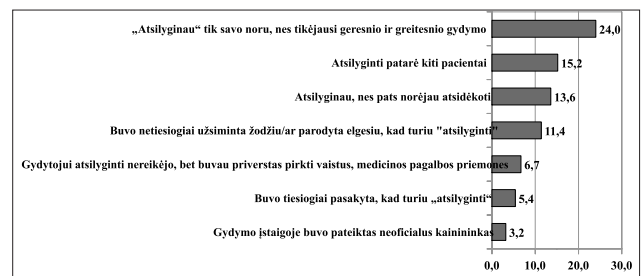 „Atsilyginau“ tik savo noru, nes tikėjausi geresnio ir greitesnio gydymo 24,0
Atsilyginti patarė kiti pacientai 15,2
Atsilyginau, nes pats norėjau atsidėkoti 13,6
Buvo netiesiogiai užsiminta žodžiu/ar parodyta elgesiu, kad turiu "atsilyginti" 11,4
Gydytojui atsilyginti nereikėjo, bet buvau priverstas pirkti vaistus, medicinos pagalbos priemones 6,7
Buvo tiesiogiai pasakyta, kad turiu „atsilyginti“ 5,4
Gydymo įstaigoje buvo pateiktas neoficialus kainininkas 3,2
0,0 10,0 20,0 30,0